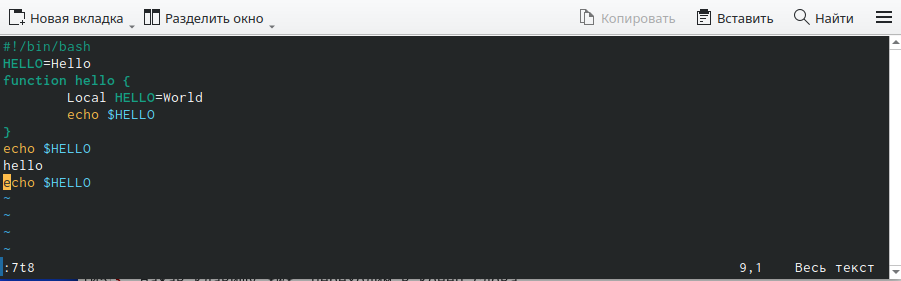 Новая вкладка Разделить окно Копировать Вставить Найти
#!/bin/bash
HELLO=Hello
function hello {
Local HELLO=World
echo $HELLO
}
echo $HELLO
hello
echo $HELLO
~
~
~
~
:7t8 9,1 Весь текст